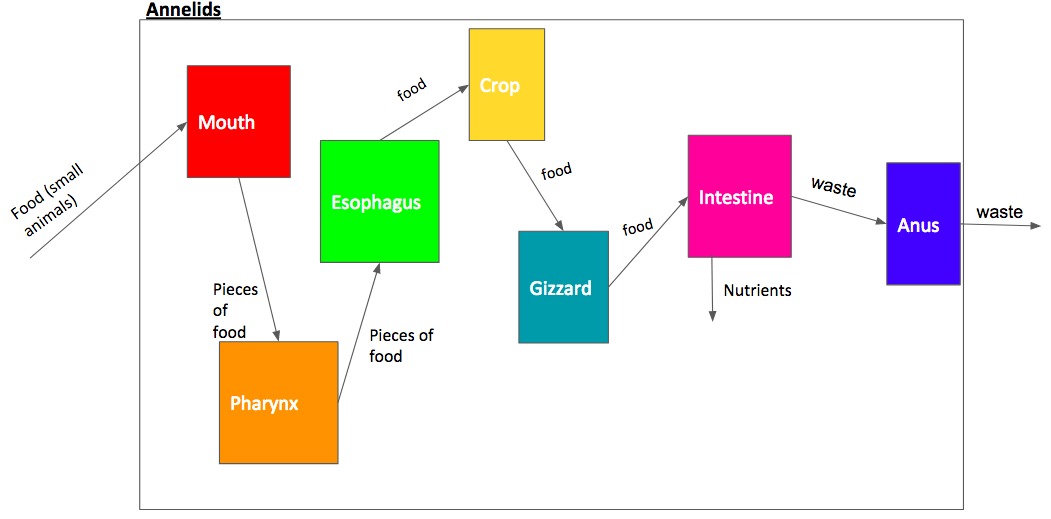 Annelids
Food (small
animals)
Mouth
Pieces
of
food
Pharynx
Pieces of
food
Esophagus
food
Crop
food
Gizzard
food
Intestine
Nutrients
waste
Anus
waste